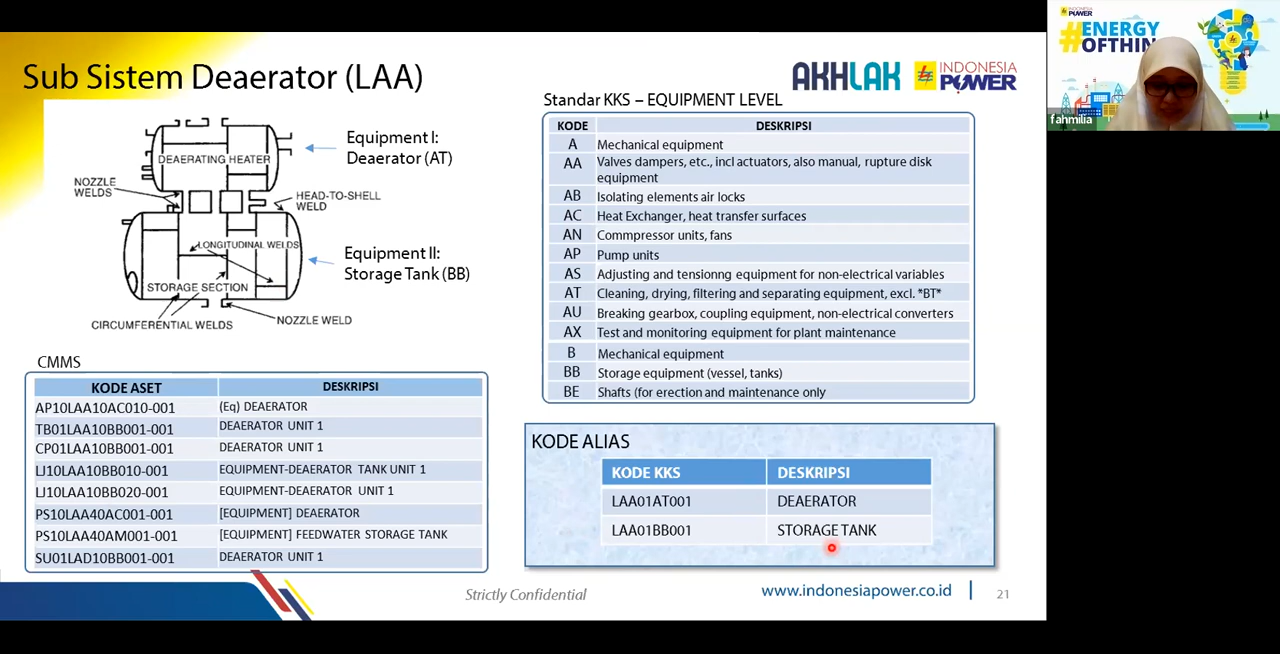 Sub Sistem Deaerator (LAA)
AKHLAK
INDONESIA
POWER
DEAERATING HEATER
NOZZLE
WELDS
HEAD-TO-SHELL
WELD
LONGITUDINAL WELDS
STORAGE SECTION
CIRCUMFERENTIAL WELDS
NOZZLE WELD
Equipment I:
Deaerator (AT)
Equipment II:
Storage Tank (BB)
Standar KKS – EQUIPMENT LEVEL
KODE DESKRIPSI
A Mechanical equipment
AA Valves dampers, etc., incl actuators, also manual, rupture disk
equipment
AB Isolating elements air locks
AC Heat Exchanger, heat transfer surfaces
AN Commpressor units, fans
AP Pump units
AS Adjusting and tensionng equipment for non-electrical variables
AT Cleaning, drying, filtering and separating equipment, excl. *BT*
AU Breaking gearbox, coupling equipment, non-electrical converters
AX Test and monitoring equipment for plant maintenance
B Mechanical equipment
BB Storage equipment (vessel, tanks)
BE Shafts (for erection and maintenance only
CMMS
KODE ASET DESKRIPSI
AP10LAA10AC010-001 (Eq) DEAERATOR
TB01LAA10BB001-001 DEAERATOR UNIT 1
CP01LAA10BB001-001 DEAERATOR UNIT 1
LJ10LAA10BB010-001 EQUIPMENT-DEAERATOR TANK UNIT 1
LJ10LAA10BB020-001 EQUIPMENT-DEAERATOR UNIT 1
PS10LAA40AC001-001 [EQUIPMENT] DEAERATOR
PS10LAA40AM001-001 [EQUIPMENT] FEEDWATER STORAGE TANK
SU01LAD10BB001-001 DEAERATOR UNIT 1
KODE ALIAS
KODE KKS DESKRIPSI
LAA01AT001 DEAERATOR
LAA01BB001 STORAGE TANK
Strictly Confidential
www.indonesiapower.co.id
21
INDONESIA
POWER
#ENERGY
OFTHIN
fahmilia